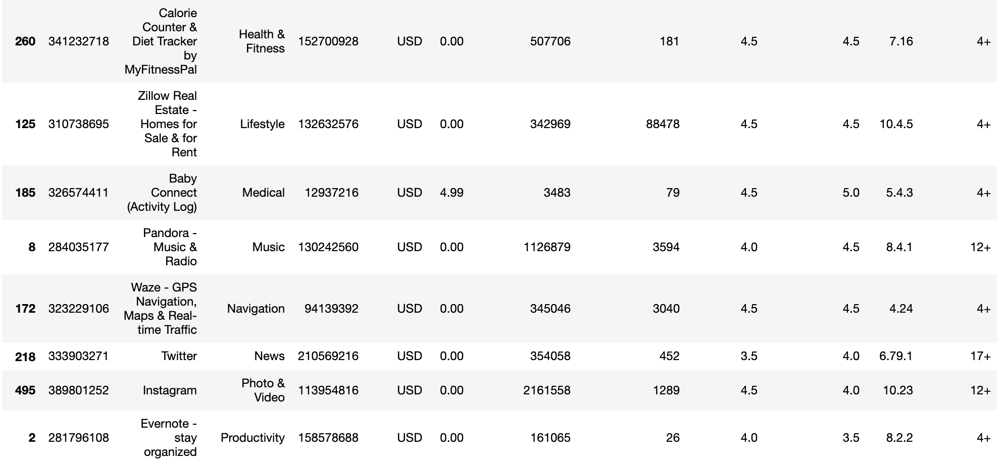 260 341232718 Calorie Counter & Diet Tracker by MyFitnessPal Health & Fitness 152700928 USD 0.00 507706 181 4.5 4.5 7.16 4+
125 310738695 Zillow Real Estate - Homes for Sale & for Rent Lifestyle 132632576 USD 0.00 342969 88478 4.5 4.5 10.4.5 4+
185 326574411 Baby Connect (Activity Log) Medical 12937216 USD 4.99 3483 79 4.5 5.0 5.4.3 4+
8 284035177 Pandora - Music & Radio Music 130242560 USD 0.00 1126879 3594 4.0 4.5 8.4.1 12+
172 323229106 Waze - GPS Navigation, Maps & Real-time Traffic Navigation 94139392 USD 0.00 345046 3040 4.5 4.5 4.24 4+
218 333903271 Twitter News 210569216 USD 0.00 354058 452 3.5 4.0 6.79.1 17+
495 389801252 Instagram Photo & Video 113954816 USD 0.00 2161558 1289 4.5 4.0 10.23 12+
2 281796108 Evernote - stay organized Productivity 158578688 USD 0.00 161065 26 4.0 3.5 8.2.2 4+